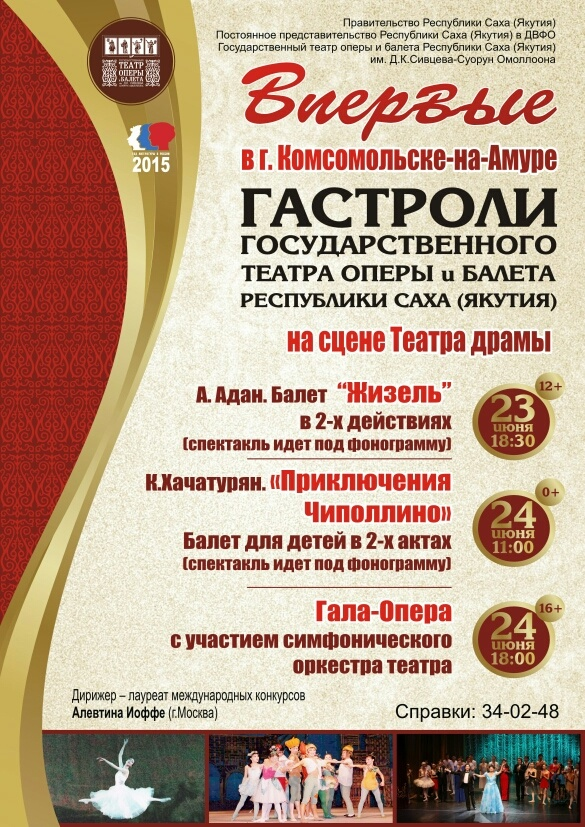 Правительство Республики Саха (Якутия)
Постоянное представительство Республики Саха (Якутия) в ДВФО
Государственный театр оперы и балета Республики Саха (Якутия)
им. Д.К.Сивцева-Суорун Омоллоона
ТЕАТР
ОПЕРЫ
и БАЛЕТА
2015
Впервые
в г. Комсомольске-на-Амуре
ГАСТРОЛИ
ГОСУДАРСТВЕННОГО
ТЕАТРА ОПЕРЫ и БАЛЕТА
РЕСПУБЛИКИ САХА (ЯКУТИЯ)
на сцене Театра драмы
А. Адан. Балет “Жизель”
в 2-х действиях
(спектакль идет под фонограмму)
12+
23
июня
18:30
К.Хачатурян. «Приключения
Чиполлино»
Балет для детей в 2-х актах
(спектакль идет под фонограмму)
0+
24
июня
11:00
Гала-Опера
с участием симфонического
оркестра театра
16+
24
июня
18:00
Дирижер – лауреат международных конкурсов
Алевтина Иоффе (г.Москва)
Справки: 34-02-48